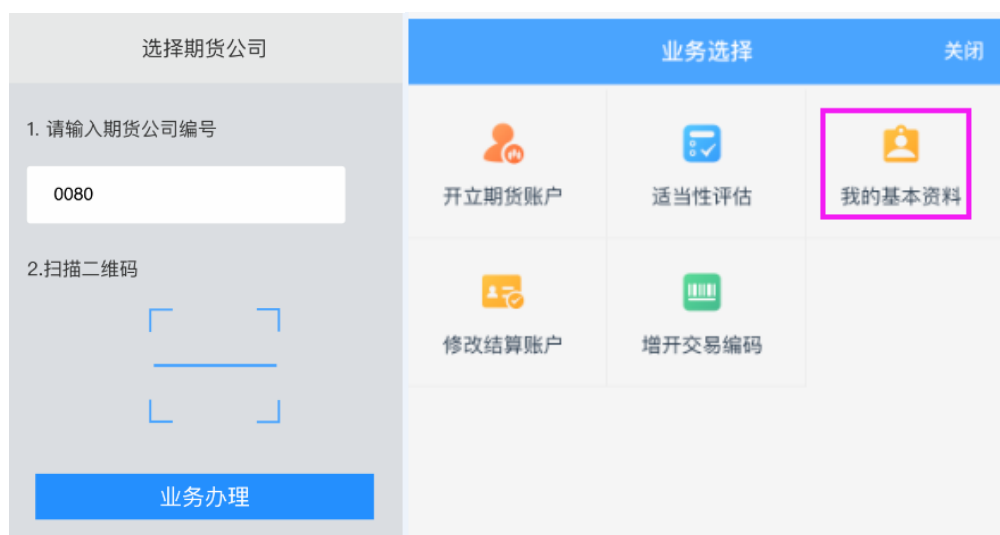 选择期货公司
1. 请输入期货公司编号
0080
2.扫描二维码
业务办理
业务选择 关闭
开立期货账户 适当性评估 我的基本资料
修改结算账户 增开交易编码